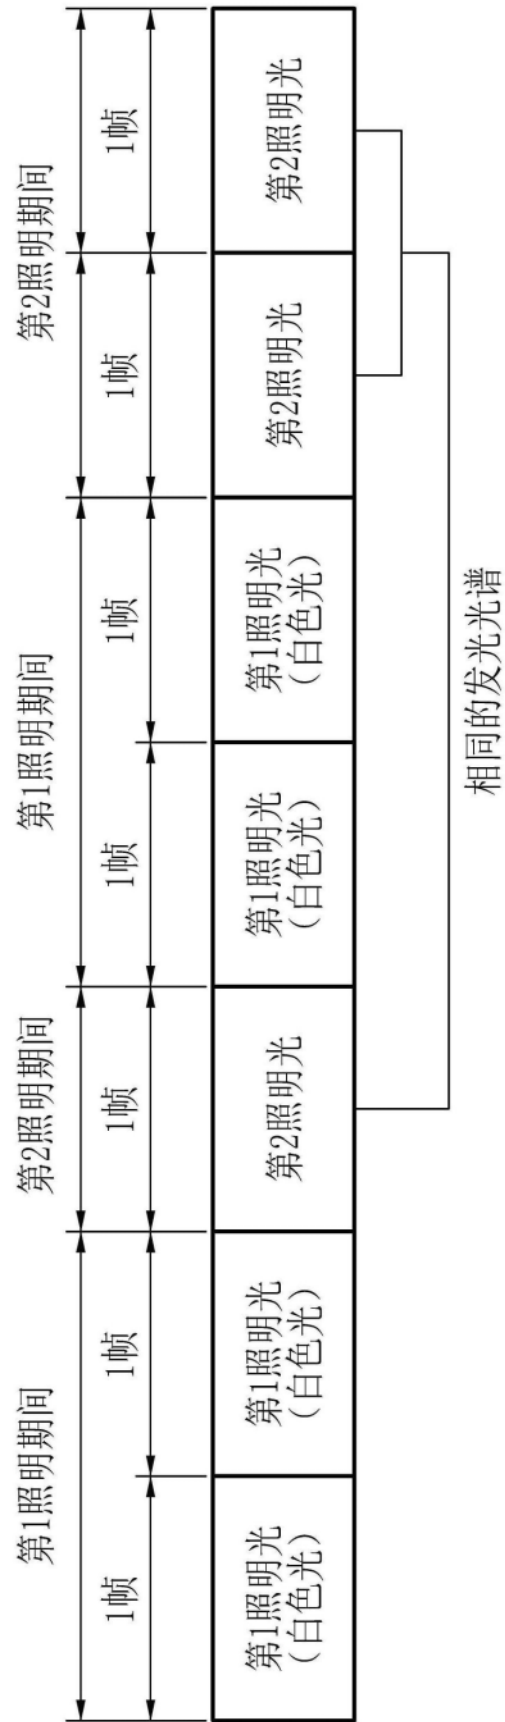 第1照明期间
第2照明期间
第1照明期间
第2照明期间
1帧
1帧
1帧
1帧
1帧
1帧
1帧
第1照明光
(白色光)
第1照明光
(白色光)
第2照明光
第1照明光
(白色光)
第1照明光
(白色光)
第2照明光
第2照明光
相同的发光光谱